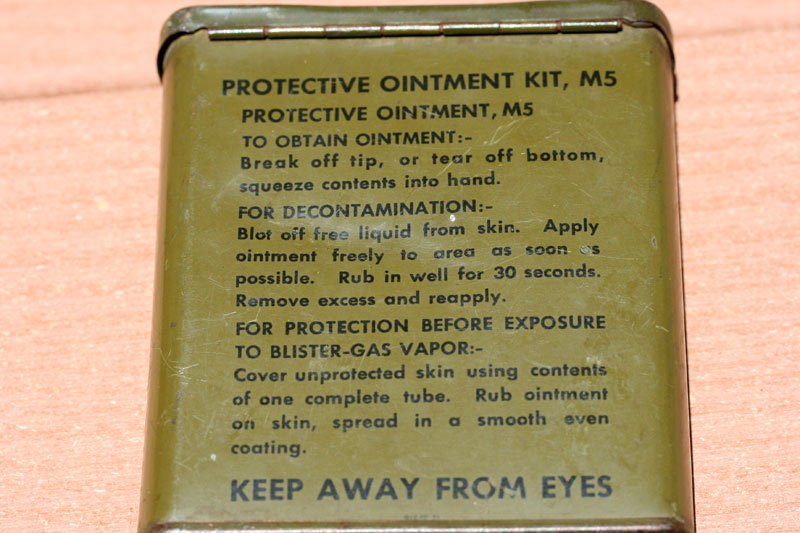 PROTECTIVE OINTMENT KIT, M5
PROTECTIVE OINTMENT, M5
TO OBTAIN OINTMENT:-
Break off tip, or tear off bottom,
squeeze contents into hand.
FOR DECONTAMINATION:-
Blot off free liquid from skin. Apply
ointment freely to area as soon as
possible. Rub in well for 30 seconds.
Remove excess and reapply.
FOR PROTECTION BEFORE EXPOSURE
TO BLISTER-GAS VAPOR:-
Cover unprotected skin using contents
of one complete tube. Rub ointment
on skin, spread in a smooth even
coating.
KEEP AWAY FROM EYES